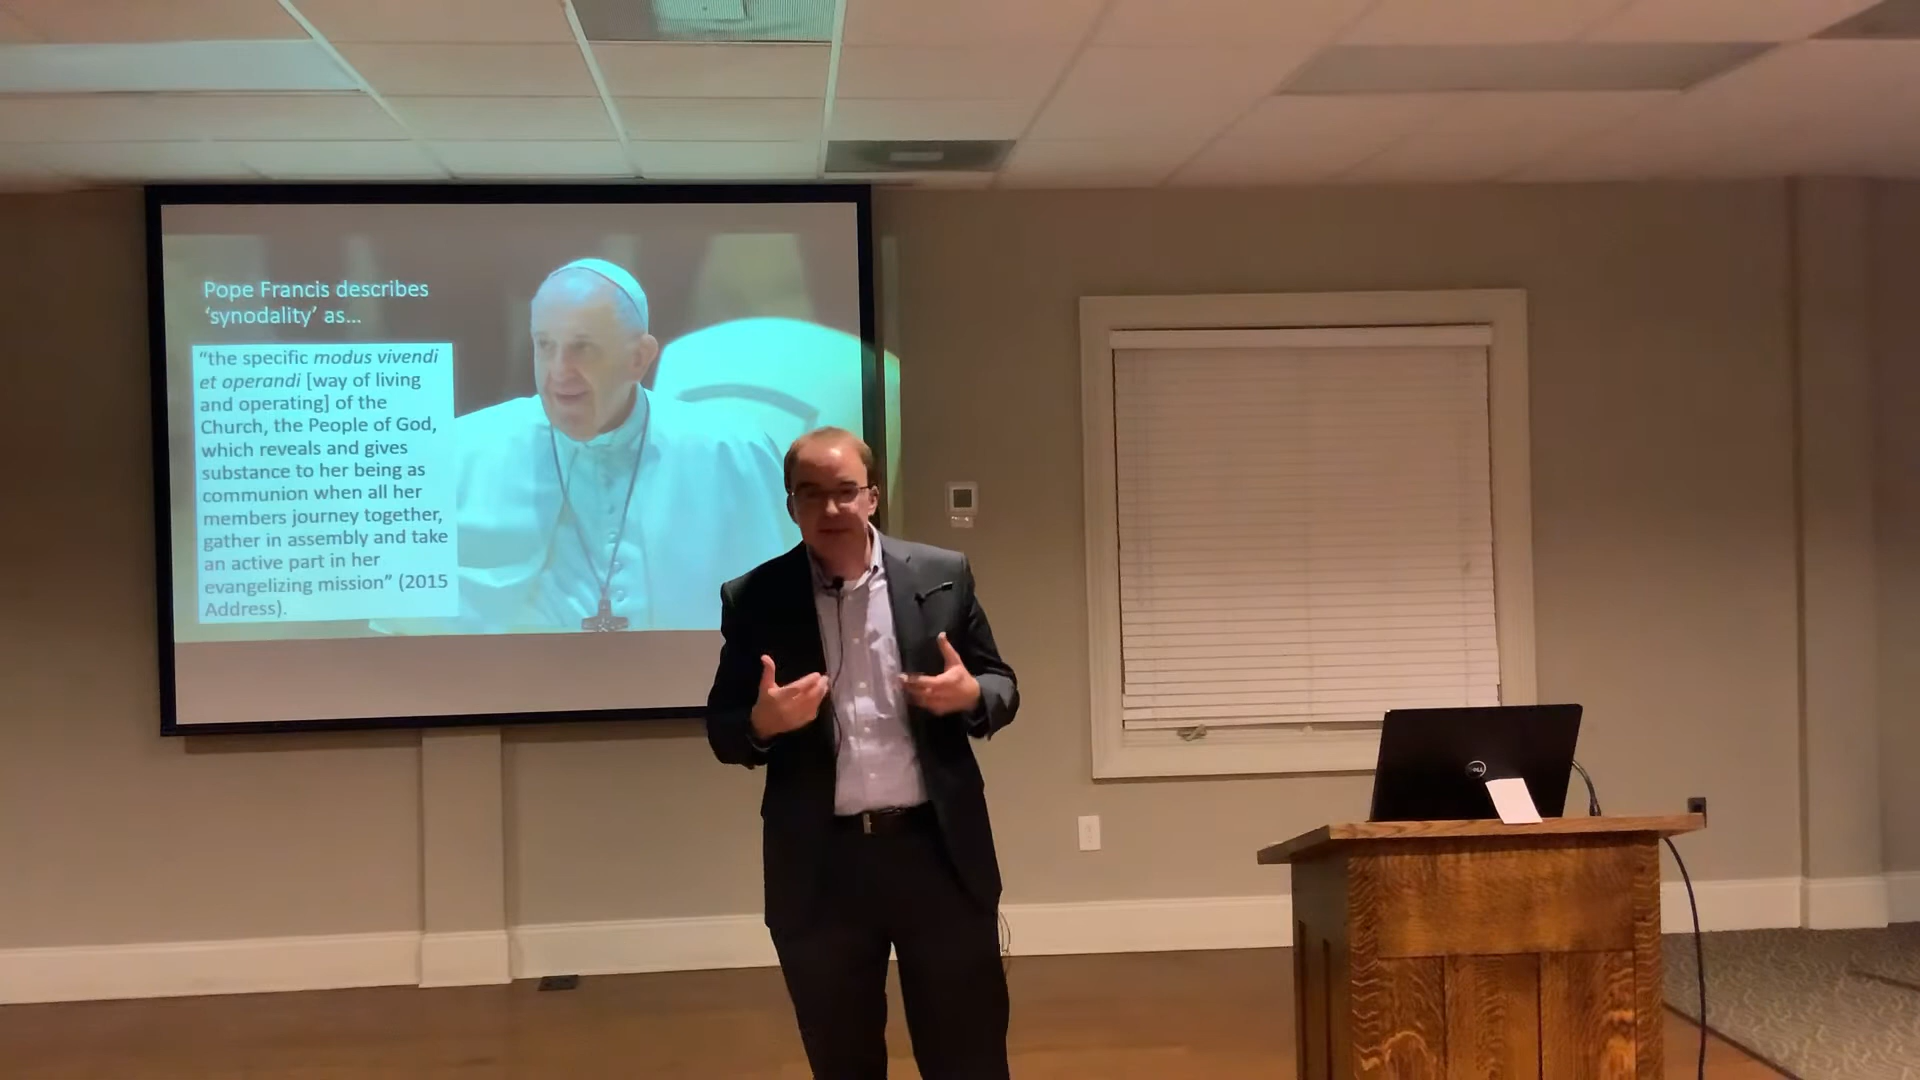 Pope Francis describes
‘synodality’ as...
“the specific modus vivendi
et operandi [way of living
and operating] of the
Church, the People of God,
which reveals and gives
substance to her being as
communion when all her
members journey together,
gather in assembly and take
an active part in her
evangelizing mission” (2015
Address).
DELL